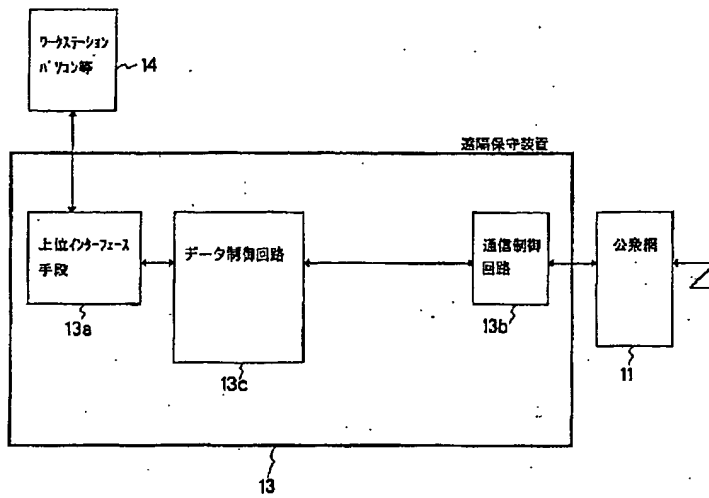 ワークステーション
パソコン等
14
遠隔保守装置
上位インターフェース
手段
データ制御回路
通信制御
回路
公衆網
13a
13b
13c
11
13